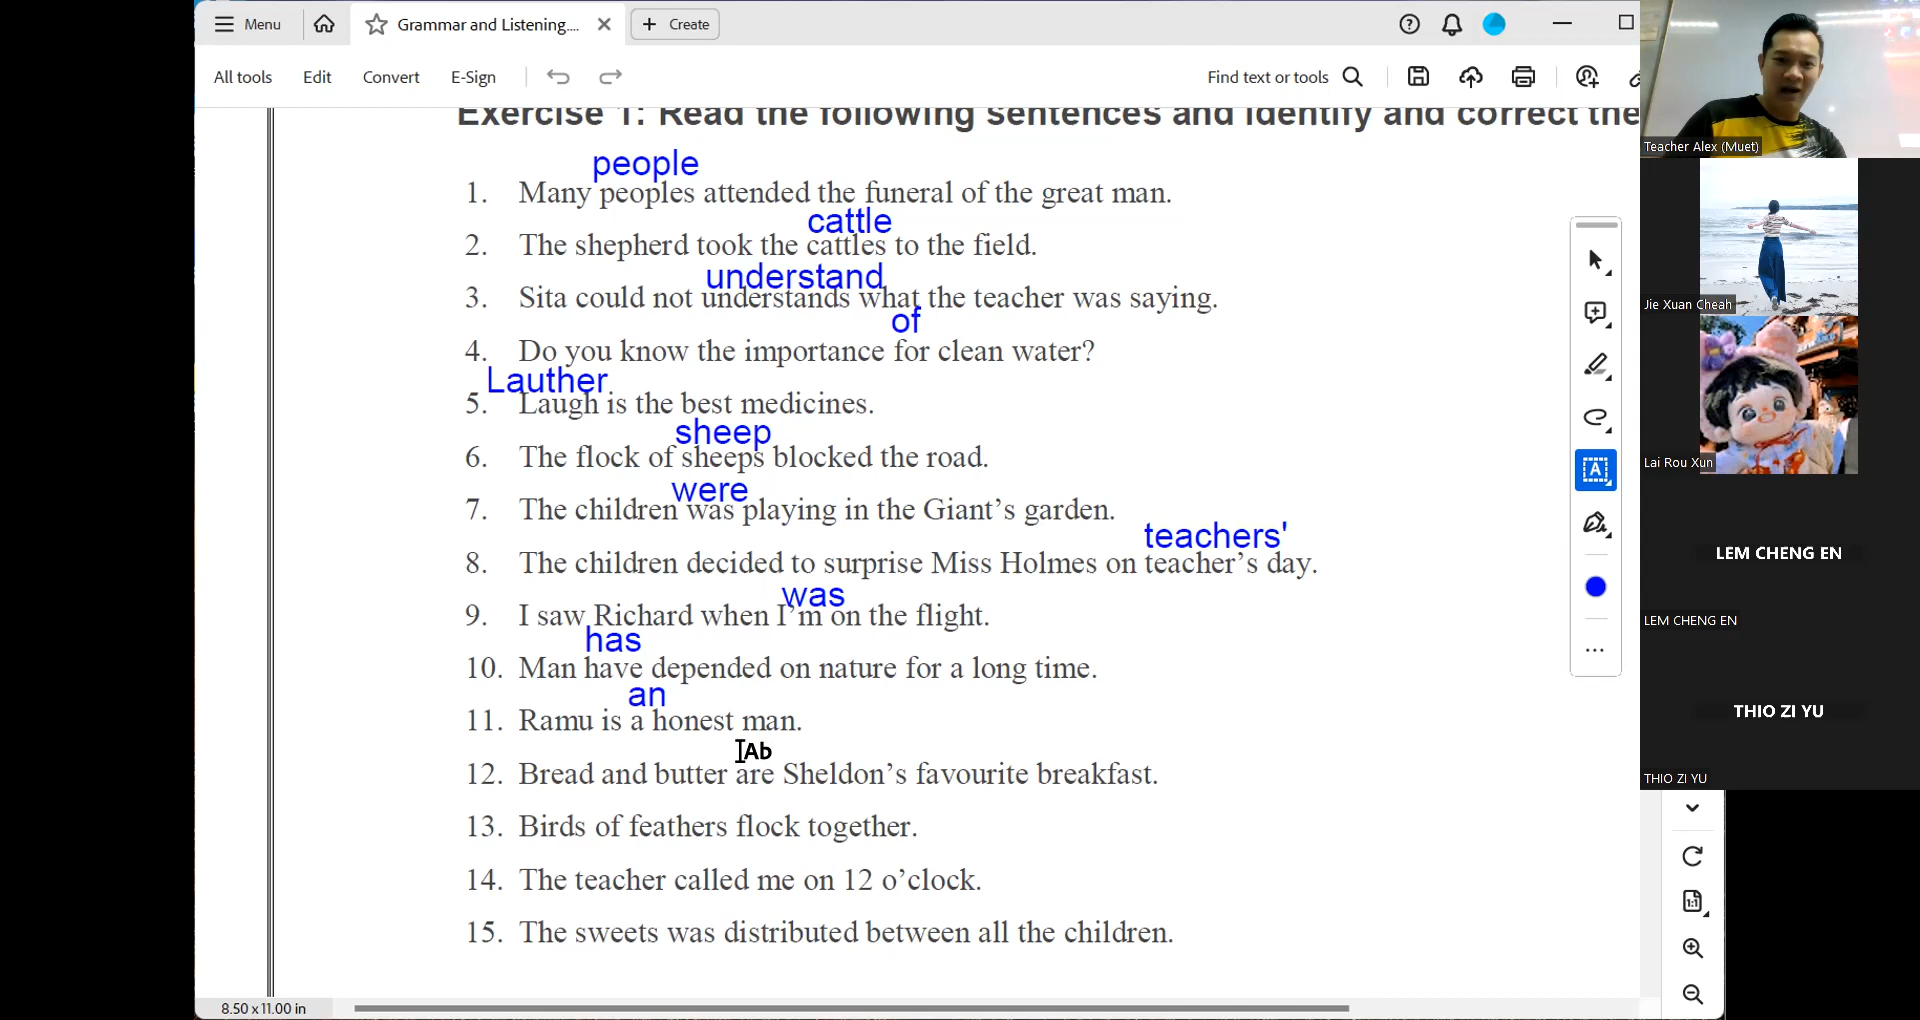 Menu
Grammar and Listening....
Create
All tools
Edit
Convert
E-Sign
Find text or tools
Exercise 1: Read the following sentences and identify and correct the
people
1. Many peoples attended the funeral of the great man.
cattle
2. The shepherd took the cattles to the field.
understand
3. Sita could not understands what the teacher was saying.
of
4. Do you know the importance for clean water?
Lauther
5. Laugh is the best medicines.
sheep
6. The flock of sheeps blocked the road.
were
7. The children was playing in the Giant's garden.
teachers'
8. The children decided to surprise Miss Holmes on teacher's day.
was
9. I saw Richard when I'm on the flight.
has
10. Man have depended on nature for a long time.
an
11. Ramu is a honest man.
Ab
12. Bread and butter are Sheldon's favourite breakfast.
13. Birds of feathers flock together.
14. The teacher called me on 12 o'clock.
15. The sweets was distributed between all the children.
8.50 x 11.00 in
A
1:1
Teacher Alex (Muet)
Jie Xuan Cheah
Lai Rou Xun
LEM CHENG EN
LEM CHENG EN
THIO ZI YU
THIO ZI YU